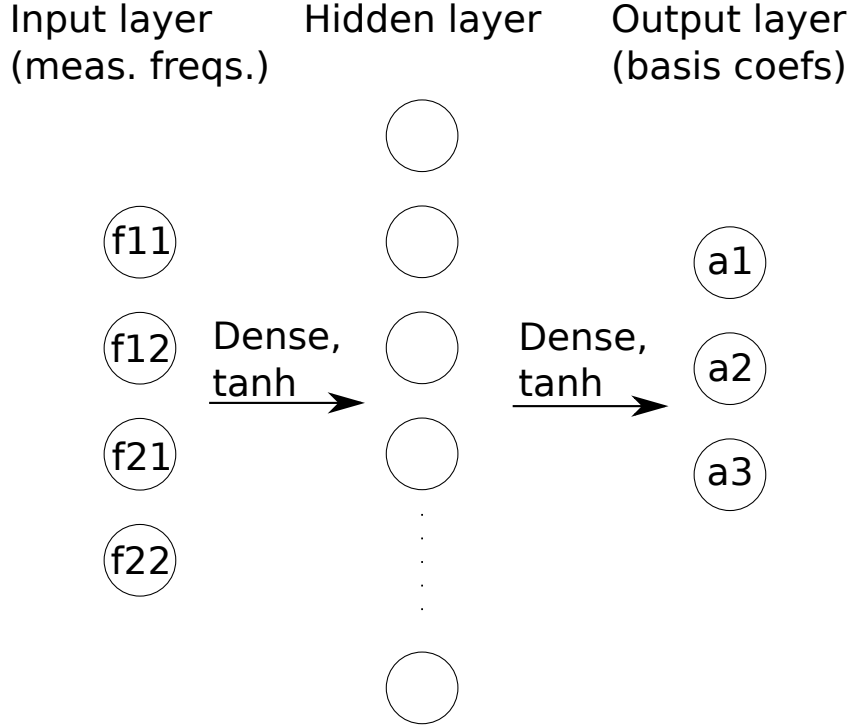 Input layer
(meas. freqs.)
Hidden layer
Output layer
(basis coefs)
f11
f12
f21
f22
Dense,
tanh
Dense,
tanh
a1
a2
a3